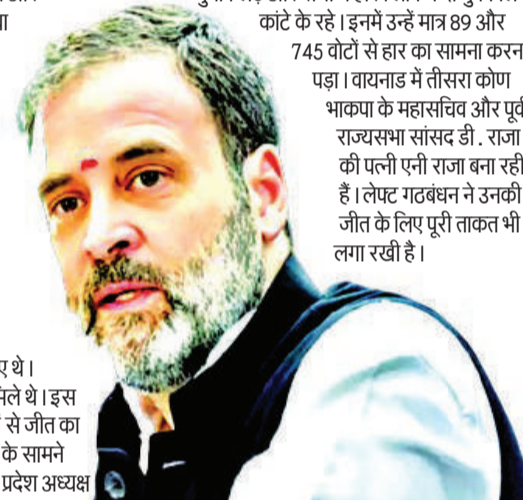 या
कांटे के रहे। इनमें उन्हें मात्र 89 और
745 वोटों से हार का सामना करन
पड़ा। वायनाड में तीसरा कोण
भाकपा के महासचिव और पूर्व
राज्यसभा सांसद डी. राजा
की पत्नी एनी राजा बना रही
हैं। लेफ्ट गठबंधन ने उनकी
जीत के लिए पूरी ताकत भी
लगा रखी है।
ए थे।
मिले थे। इस
से जीत का
के सामने
प्रदेश अध्यक्ष